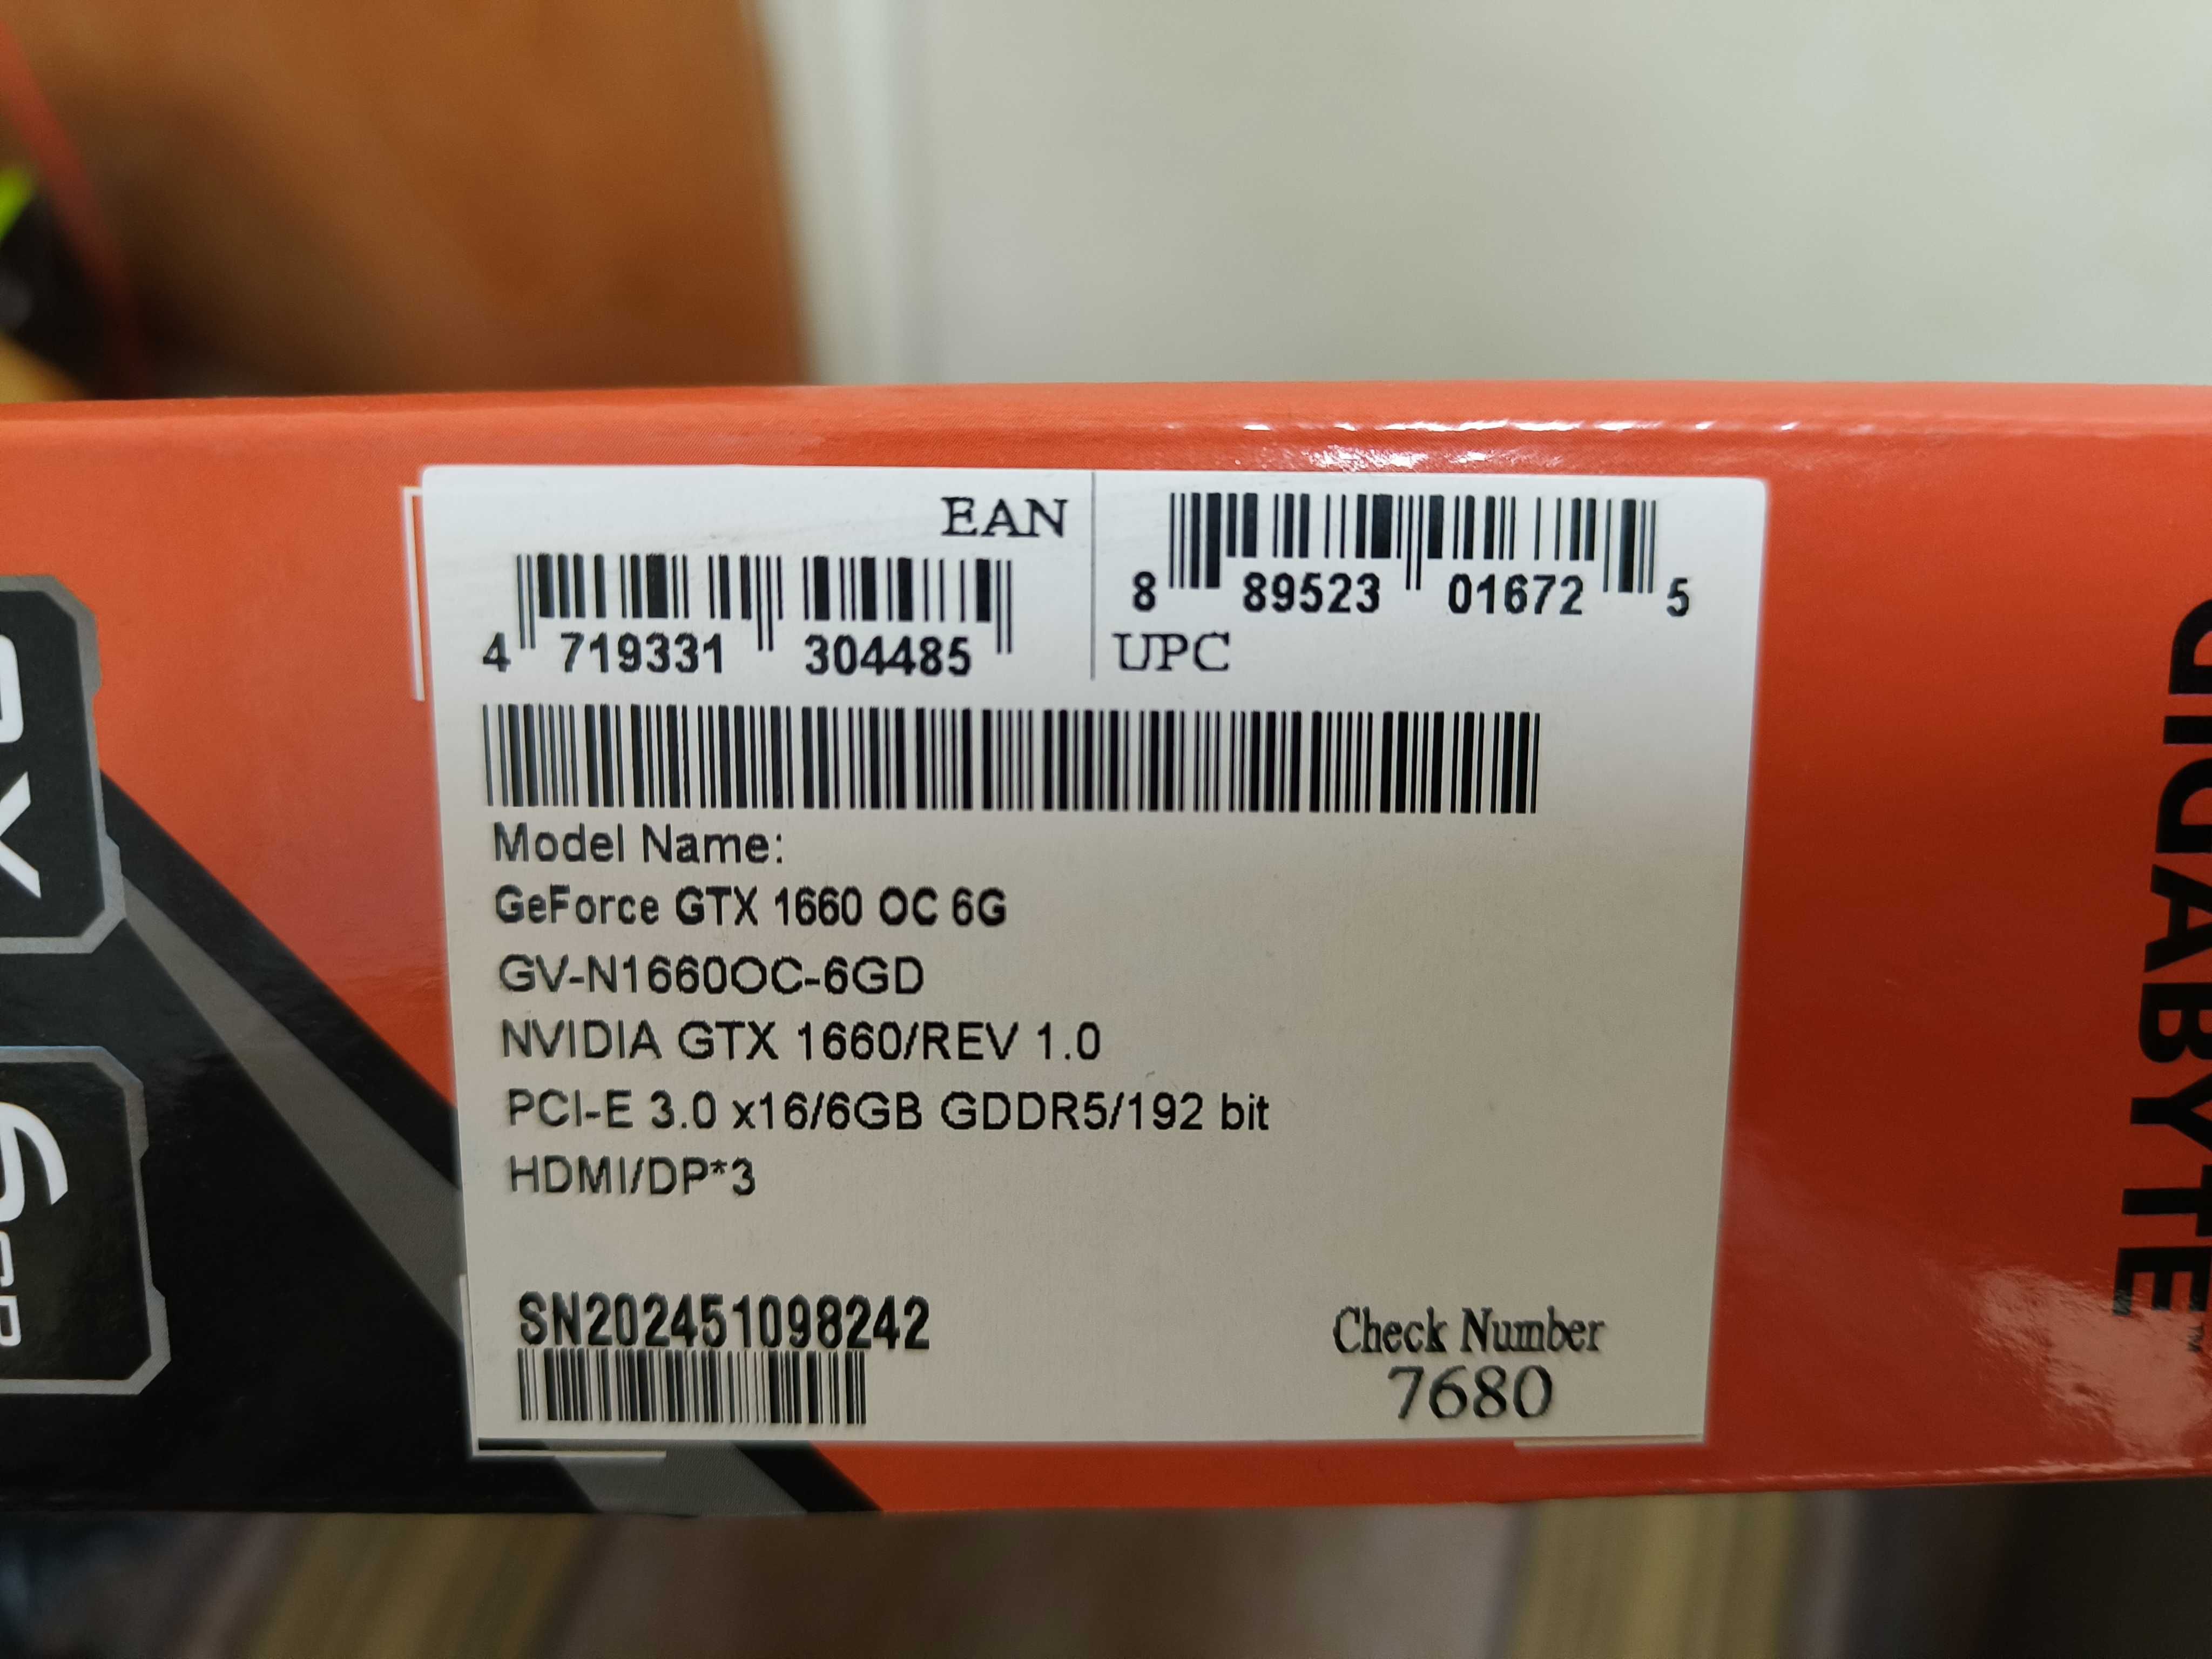 EAN
4 719331 304485
8 89523 01672 5
UPC
Model Name:
GeForce GTX 1660 OC 6G
GV-N1660OC-6GD
NVIDIA GTX 1660/REV 1.0
PCI-E 3.0 x16/6GB GDDR5/192 bit
HDMI/DP*3
SN202451098242
Check Number
7680
GIGABYTE™